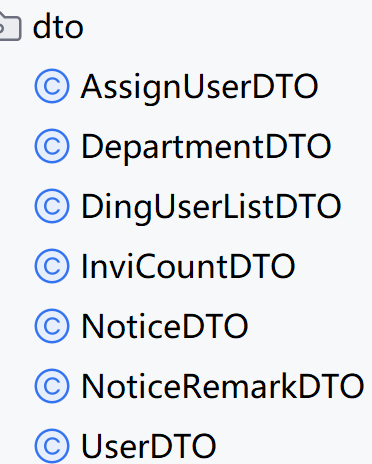 dto
C AssignUserDTO
C DepartmentDTO
C DingUserListDTO
C InviCountDTO
C NoticeDTO
C NoticeRemarkDTO
C UserDTO